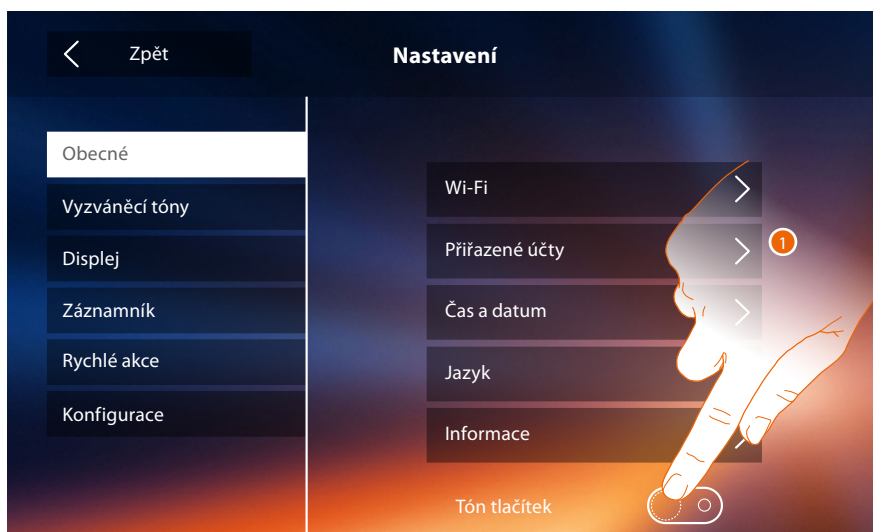 Zpět
Nastavení
Obecné
Vyzváněcí tóny
Displej
Záznamník
Rychlé akce
Konfigurace
Wi-Fi
Přiřazené účty
1
Čas a datum
Jazyk
Informace
Tón tlačítek